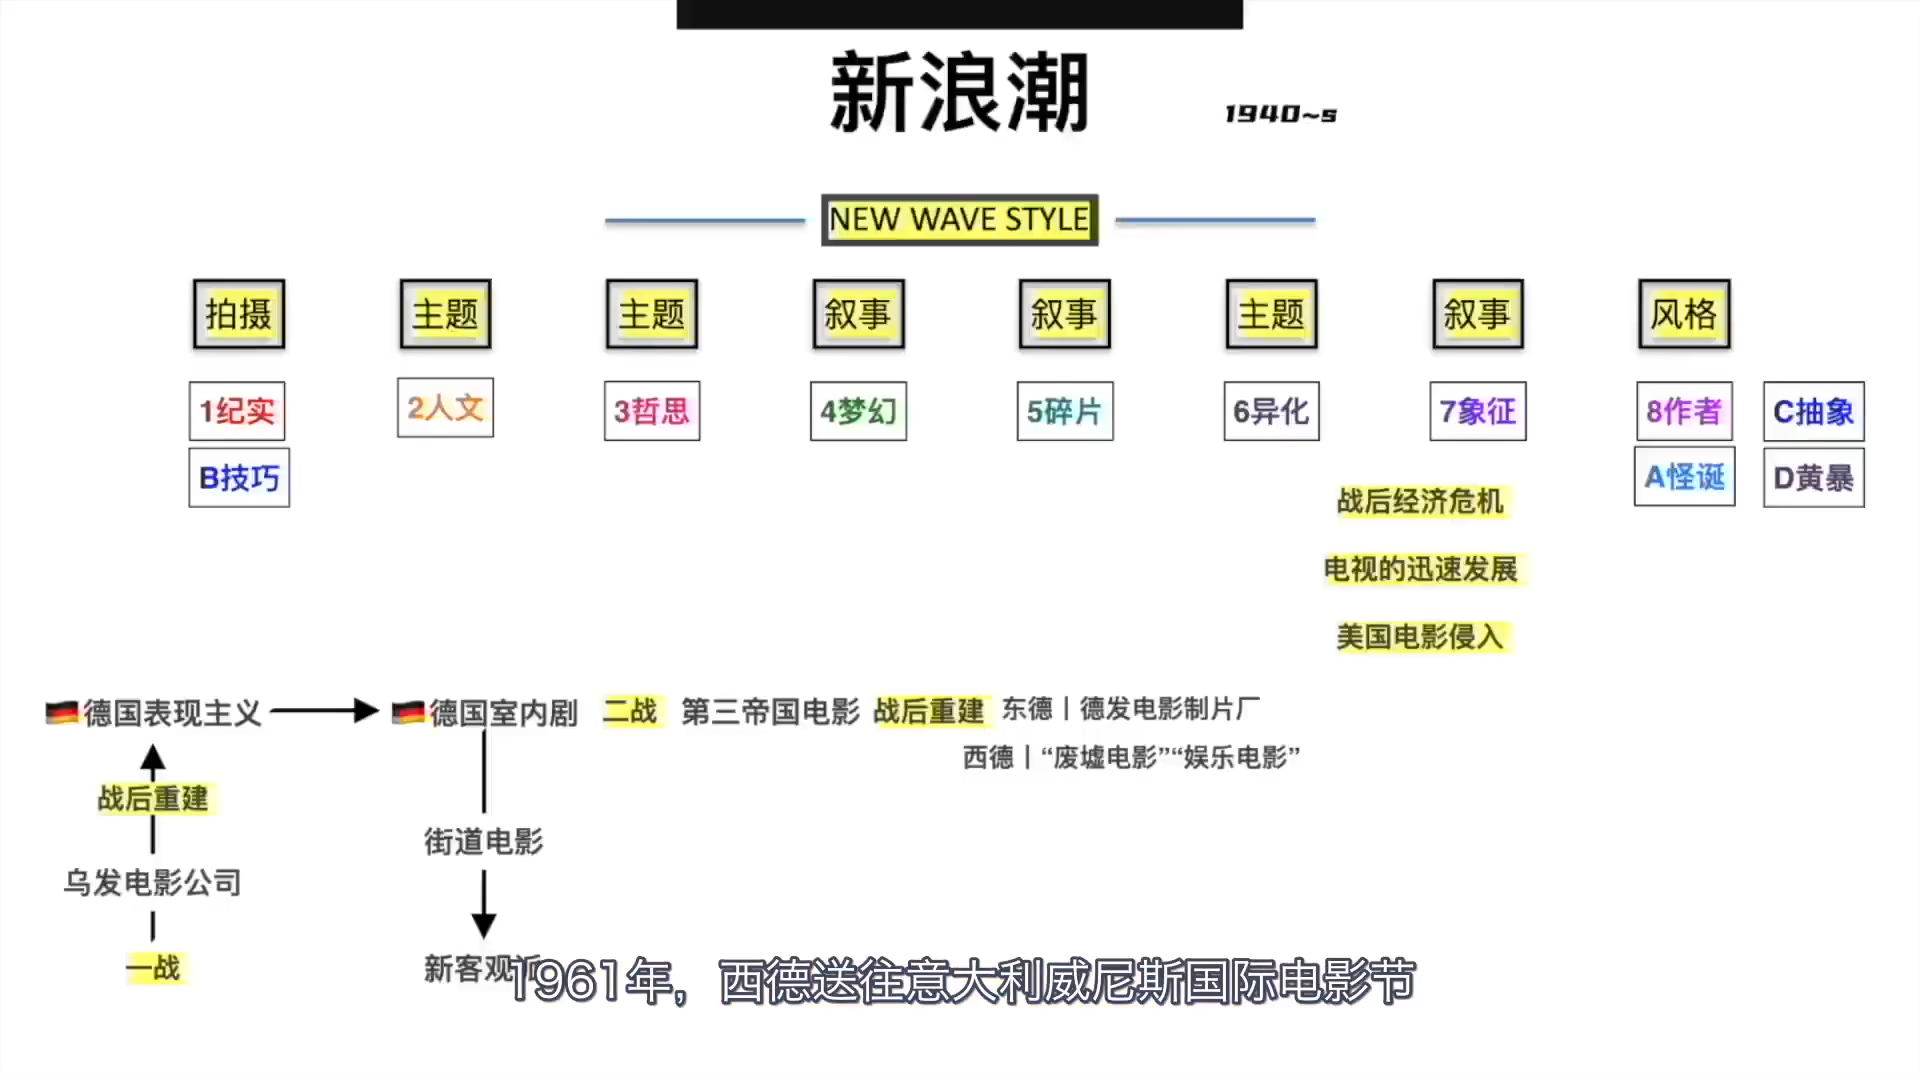 新浪潮
1940~s
NEW WAVE STYLE
拍摄 主题 主题 叙事 叙事 主题 叙事 风格
1纪实 2人文 3哲思 4梦幻 5碎片 6异化 7象征 8作者 C抽象
B技巧 A怪诞 D黄暴
战后经济危机
电视的迅速发展
美国电影侵入
德国表现主义 德国室内剧 二战 第三帝国电影 战后重建 东德丨德发电影制片厂
西德丨“废墟电影”“娱乐电影”
战后重建
街道电影
乌发电影公司
一战
新客观派
1961年，西德送往意大利威尼斯国际电影节